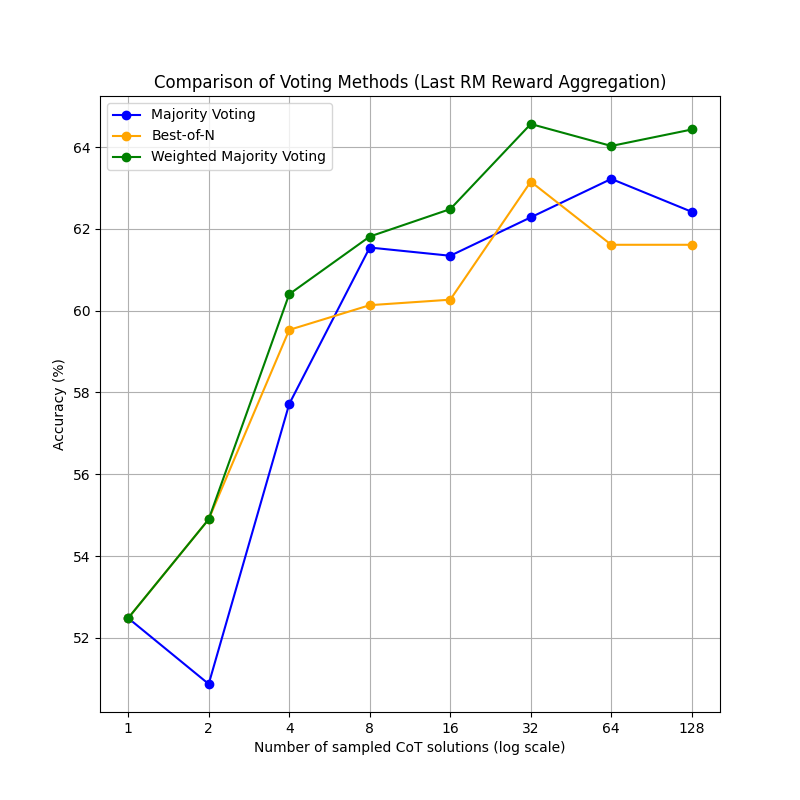 Comparison of Voting Methods (Last RM Reward Aggregation)
Majority Voting
Best-of-N
Weighted Majority Voting
Accuracy (%)
64
62
60
58
56
54
52
1 2 4 8 16 32 64 128
Number of sampled CoT solutions (log scale)